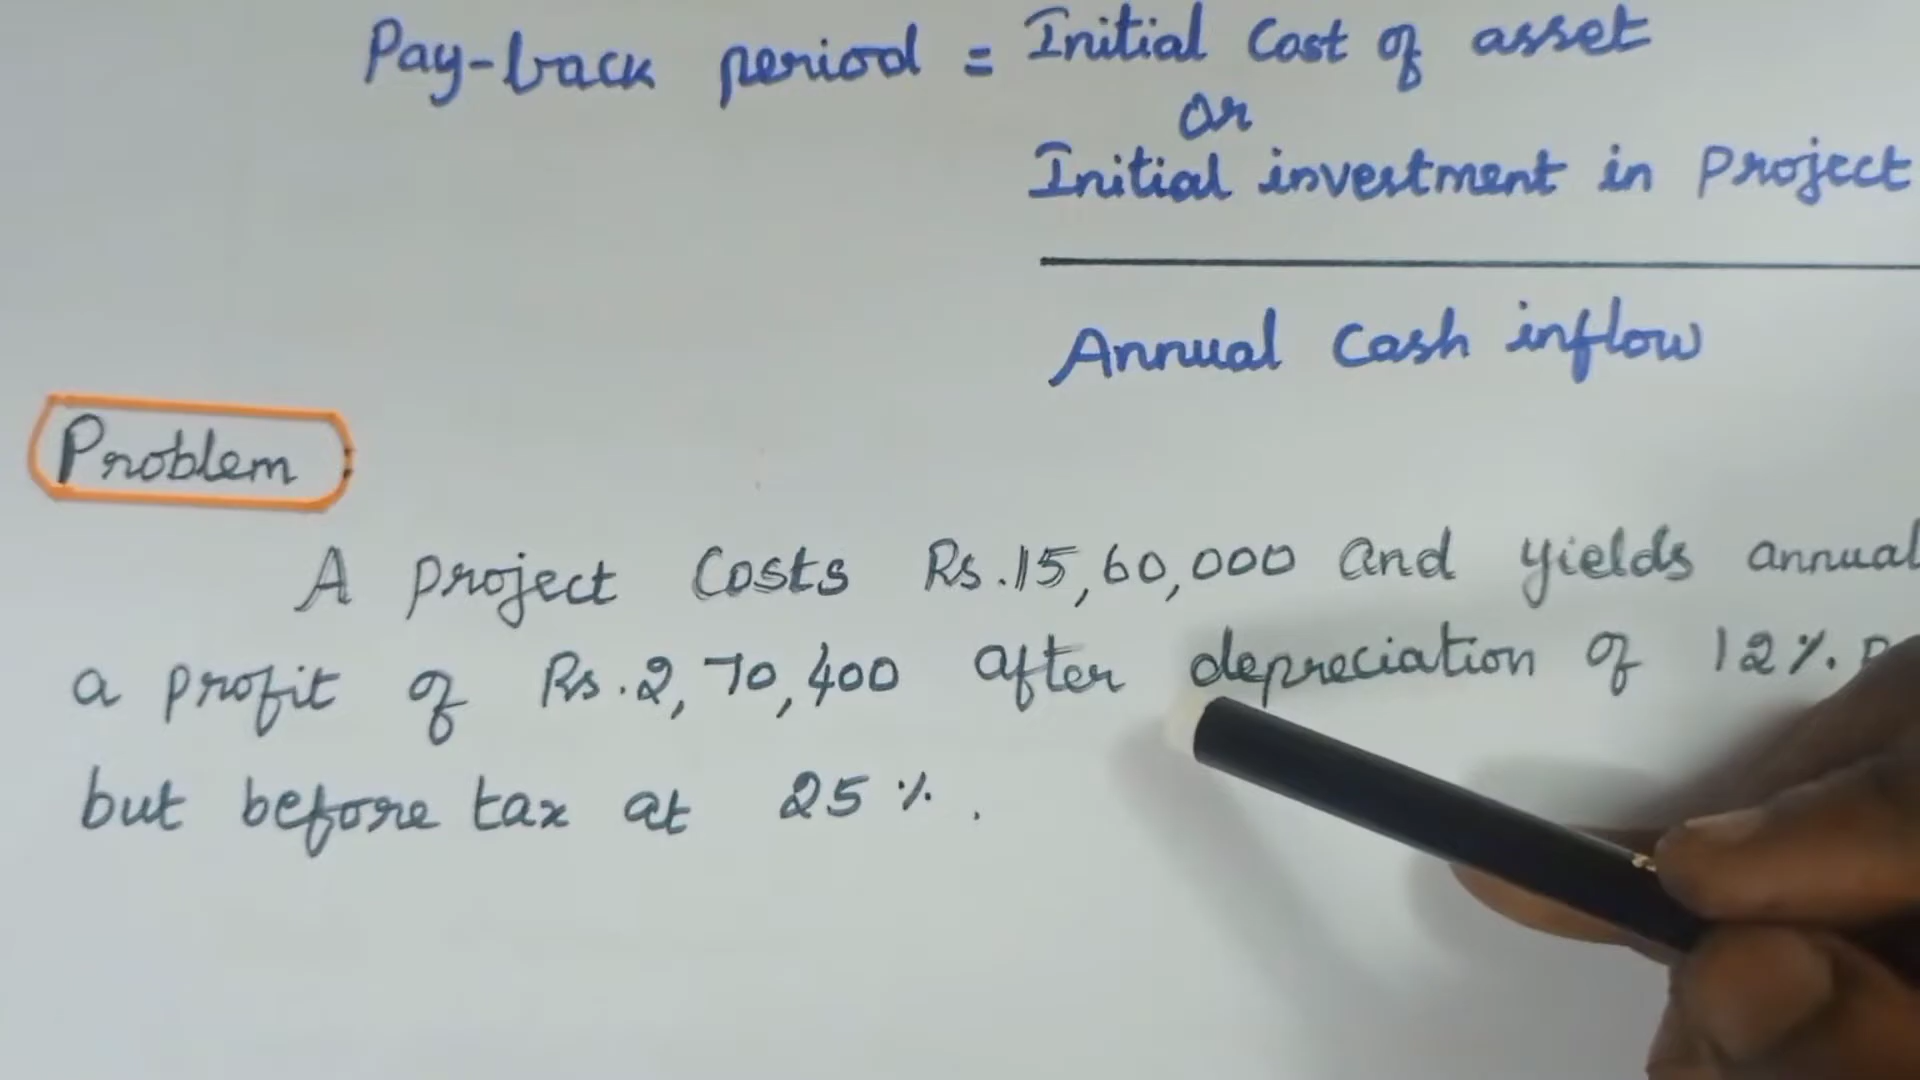 Pay-back period = Initial Cost of asset
or
Initial investment in Project
Annual Cash inflow
Problem
A project Costs Rs.15,60,000 and yields annual
a profit of Rs.2,70,400 after depreciation of 12%.
but before tax at 25%.